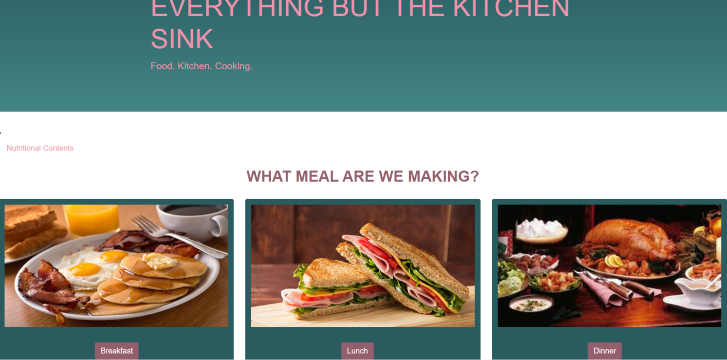 EVERYTHING BUT THE KITCHEN
SINK
Food. Kitchen. Cooking.
Nutritional Contents
WHAT MEAL ARE WE MAKING?
Breakfast
Lunch
Dinner